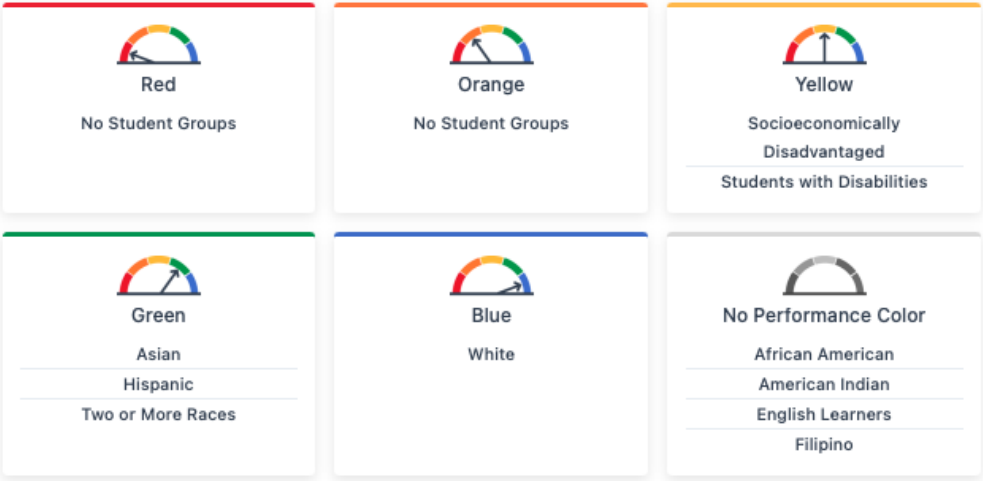 Red
No Student Groups
Orange
No Student Groups
Yellow
Socioeconomically
Disadvantaged
Students with Disabilities
Green
Asian
Hispanic
Two or More Races
Blue
White
No Performance Color
African American
American Indian
English Learners
Filipino